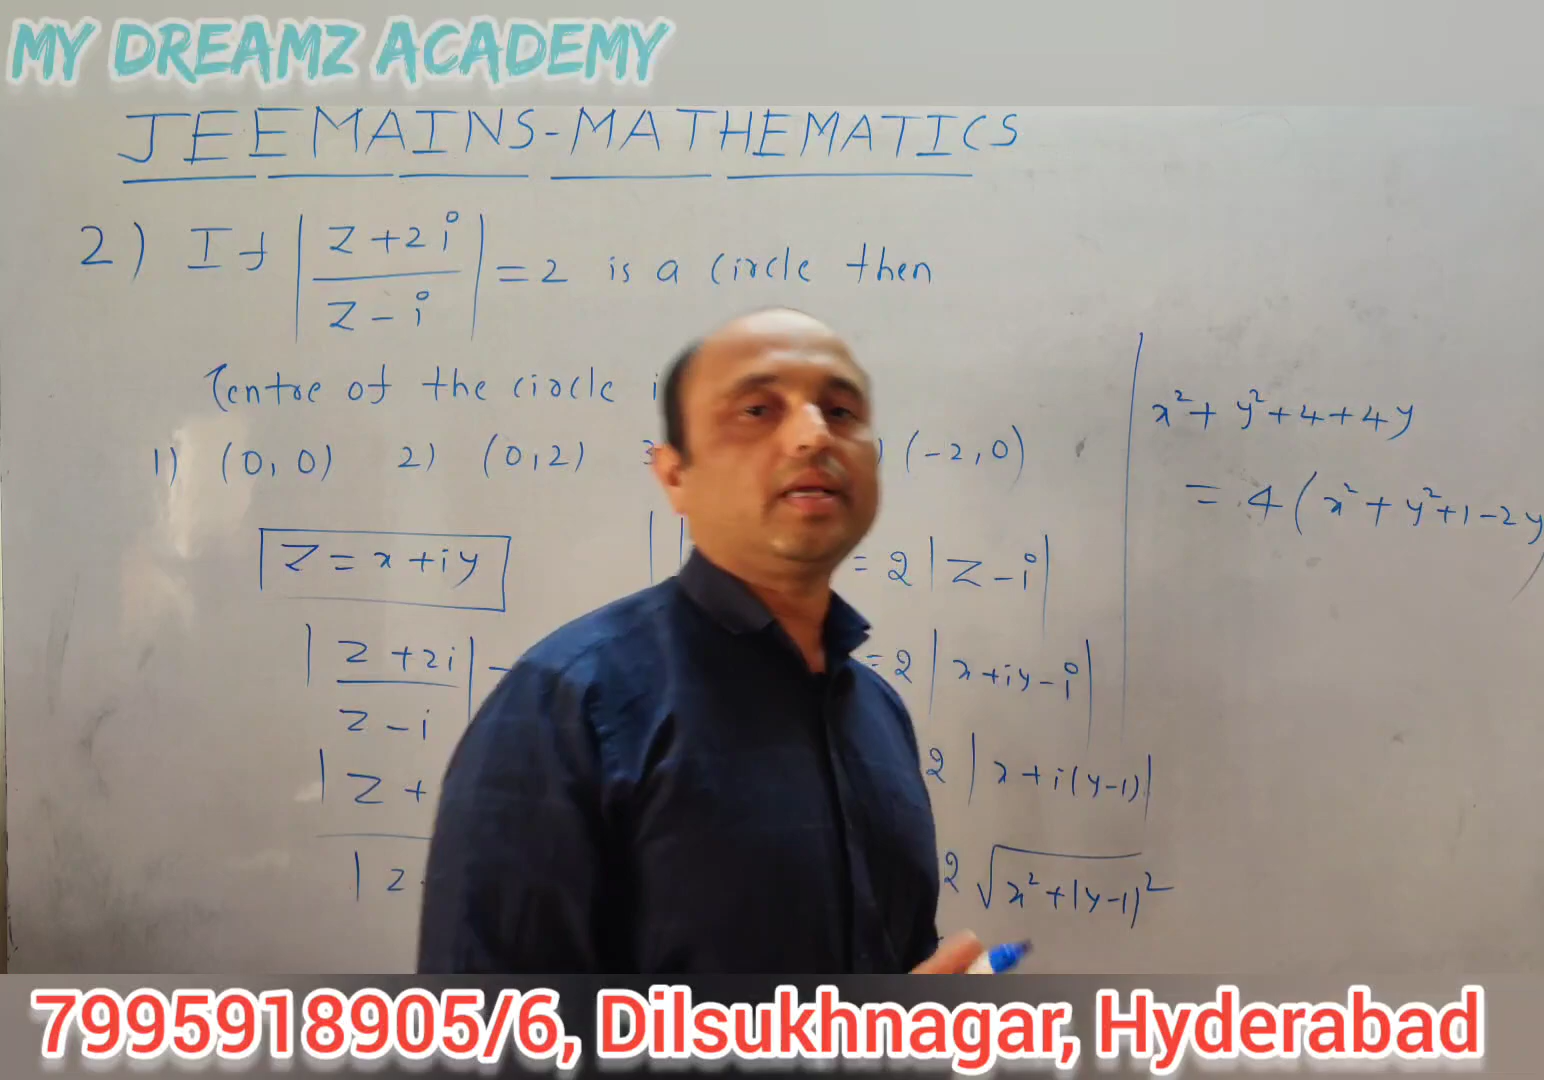 MY DREAMZ ACADEMY
JEEMAINS-MATHEMATICS
2) If |z+2i / z-i| = 2 is a circle then
Centre of the circle i
1) (0, 0) 2) (0,2) 3 ) (-2,0)
z = x+iy
|z+2i / z-i|
|z+
|z
= 2|z-i|
= 2|x+iy-i|
2|x+i(y-1)|
2√x²+(y-1)²
x²+y²+4+4y
= 4(x²+y²+1-2y)
7995918905/6, Dilsukhnagar, Hyderabad